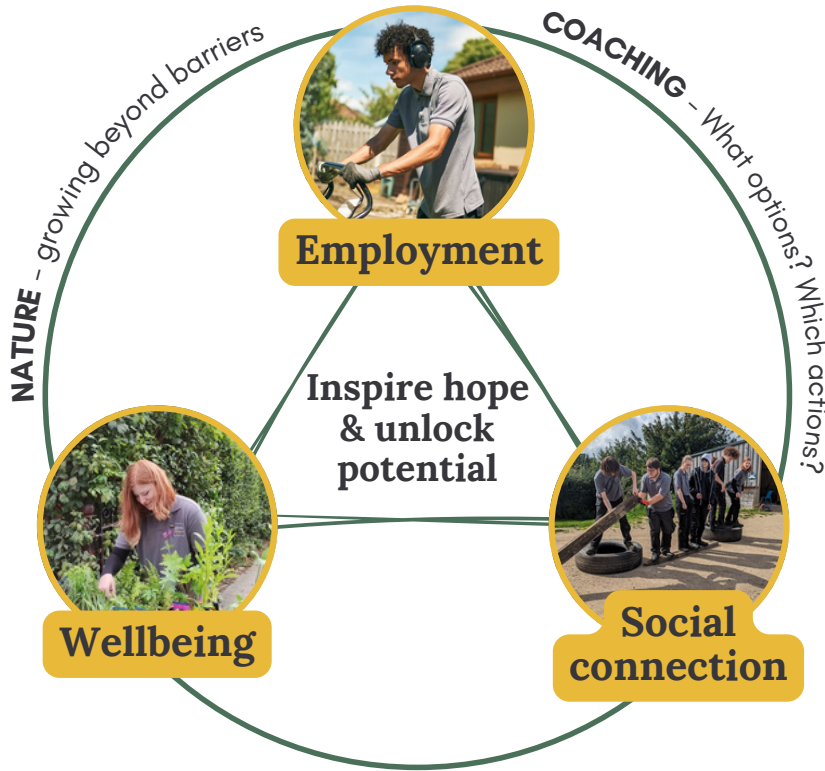 NATURE - growing beyond barriers
COACHING - What options? Which actions?
Employment
Inspire hope
& unlock
potential
Wellbeing
Social
connection